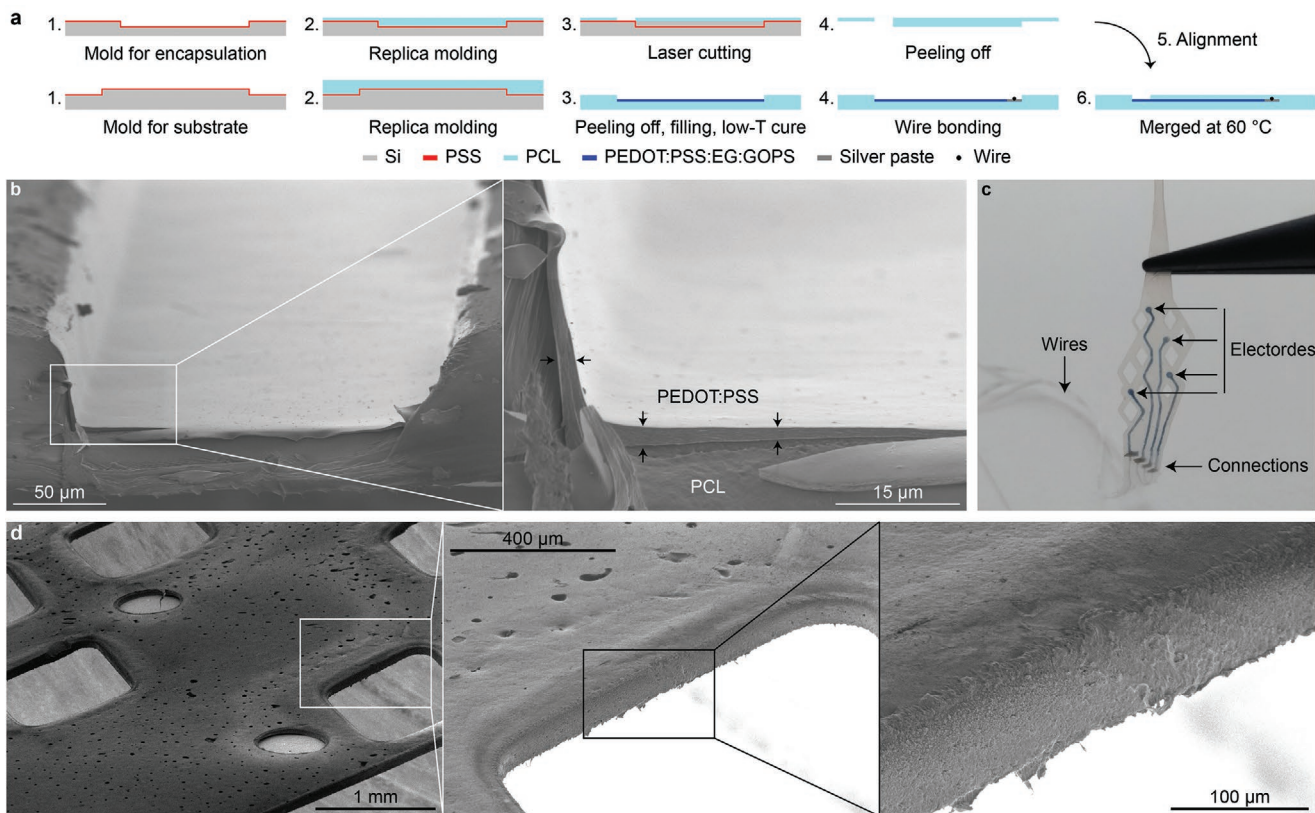 a
1.
2.
3.
4.
5. Alignment
Mold for encapsulation
Replica molding
Laser cutting
Peeling off
1.
2.
3.
4.
6.
Mold for substrate
Replica molding
Peeling off, filling, low-T cure
Wire bonding
Merged at 60 °C
Si
PSS
PCL
PEDOT:PSS:EG:GOPS
Silver paste
Wire
b
50 µm
PEDOT:PSS
PCL
15 µm
c
Wires
Electordes
Connections
d
1 mm
400 µm
100 µm